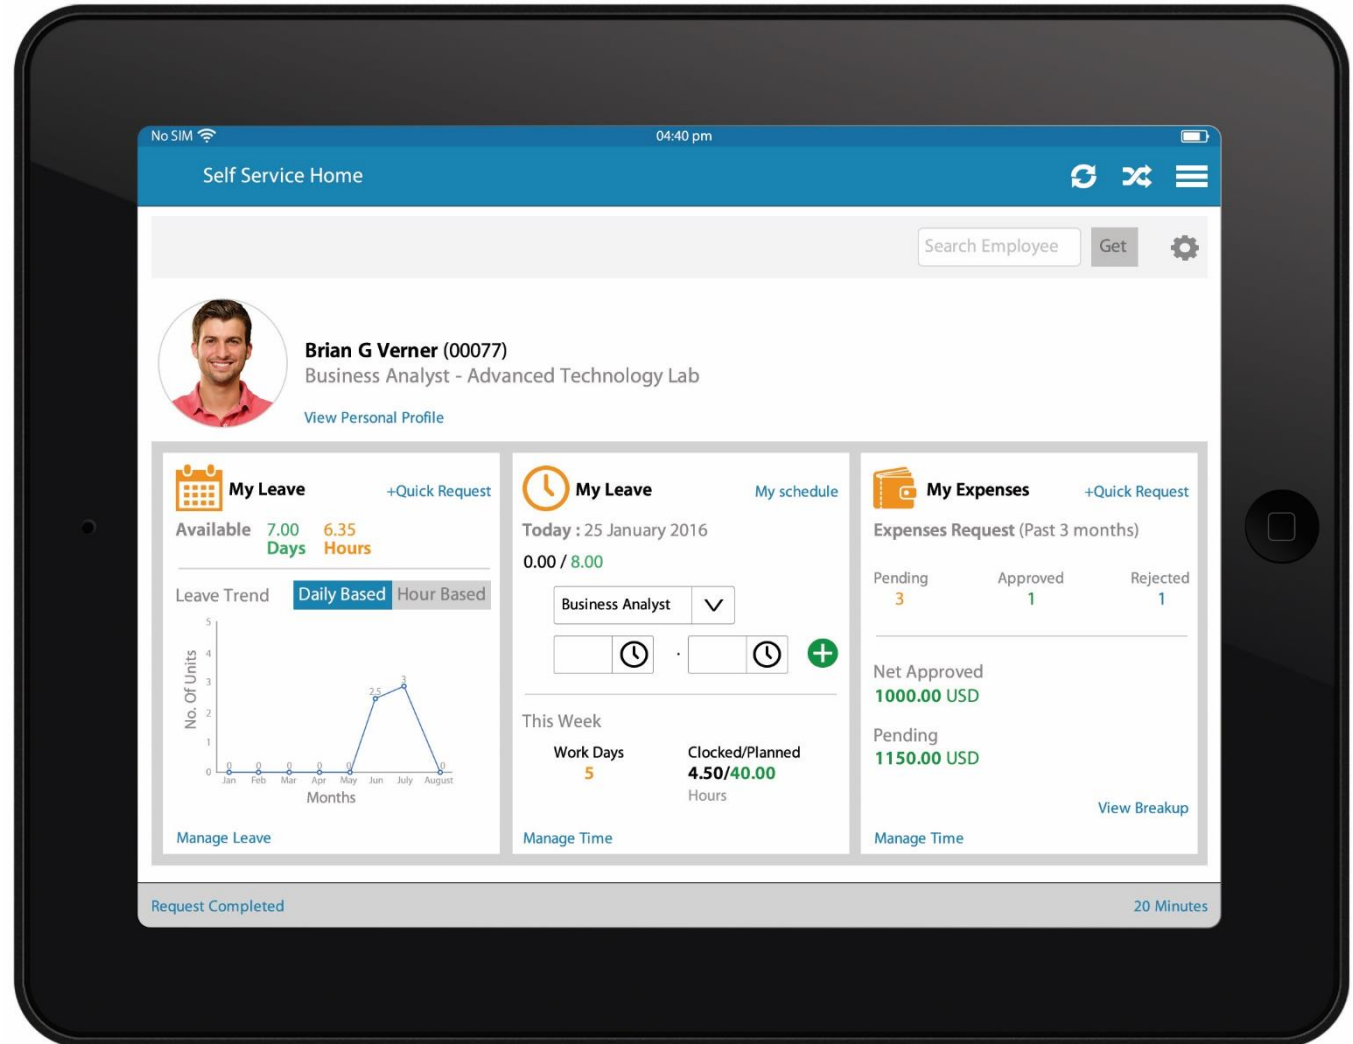 No SIM 04:40 pm
Self Service Home
Search Employee Get
Brian G Verner (00077)
Business Analyst - Advanced Technology Lab
View Personal Profile
My Leave +Quick Request
Available 7.00 Days 6.35 Hours
Leave Trend Daily Based Hour Based
No. Of Units
5
4
3
2
1
0
0 0 0 0 0 2.5 3 0
Jan Feb Mar Apr May Jun July August
Months
Manage Leave
My Leave My schedule
Today : 25 January 2016
0.00 / 8.00
Business Analyst
This Week
Work Days Clocked/Planned
5 4.50/40.00
Hours
Manage Time
My Expenses +Quick Request
Expenses Request (Past 3 months)
Pending Approved Rejected
3 1 1
Net Approved
1000.00 USD
Pending
1150.00 USD
View Breakup
Manage Time
Request Completed 20 Minutes